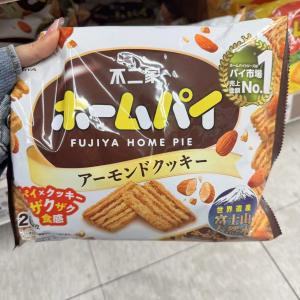 不二家
ホームパイ
FUJIYA HOME PIE
アーモンドクッキー
パイ市場
売上
No.1
パイ×クッキー
ザクザク
食感
世界遺産
富士山